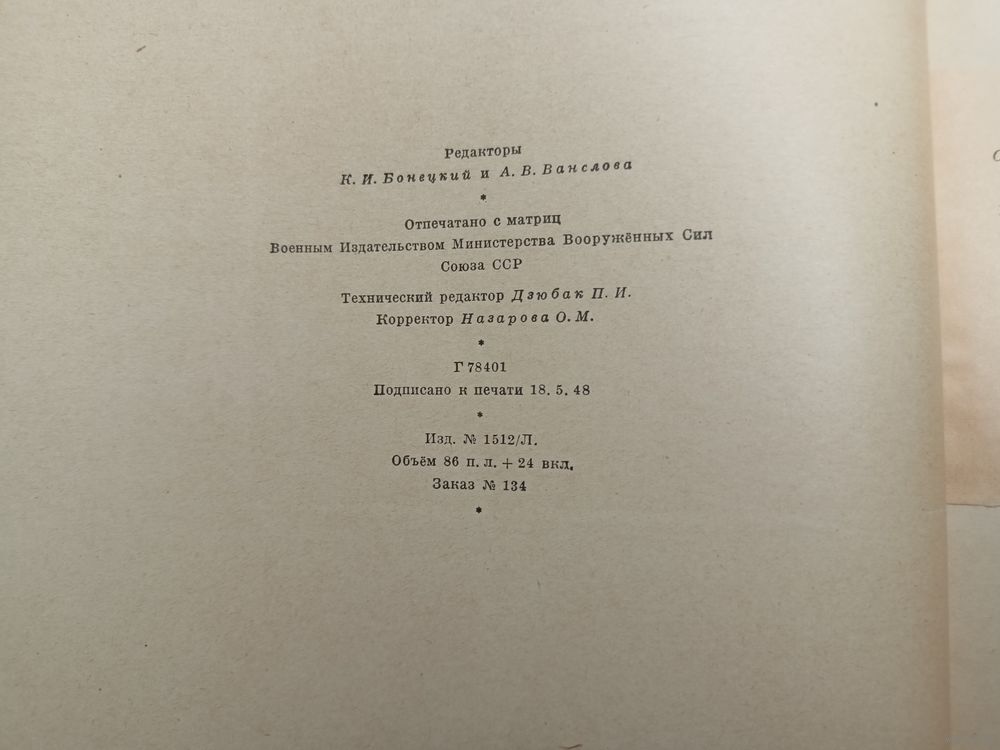 Редакторы
К. И. Бонецкий и А. В. Ванслова
*
Отпечатано с матриц
Военным Издательством Министерства Вооружённых Сил
Союза ССР
Технический редактор Дзюбак П. И.
Корректор Назарова О. М.
*
Г 78401
Подписано к печати 18. 5. 48
*
Изд. № 1512/Л.
Объём 86 п. л. + 24 вкл.
Заказ № 134
*